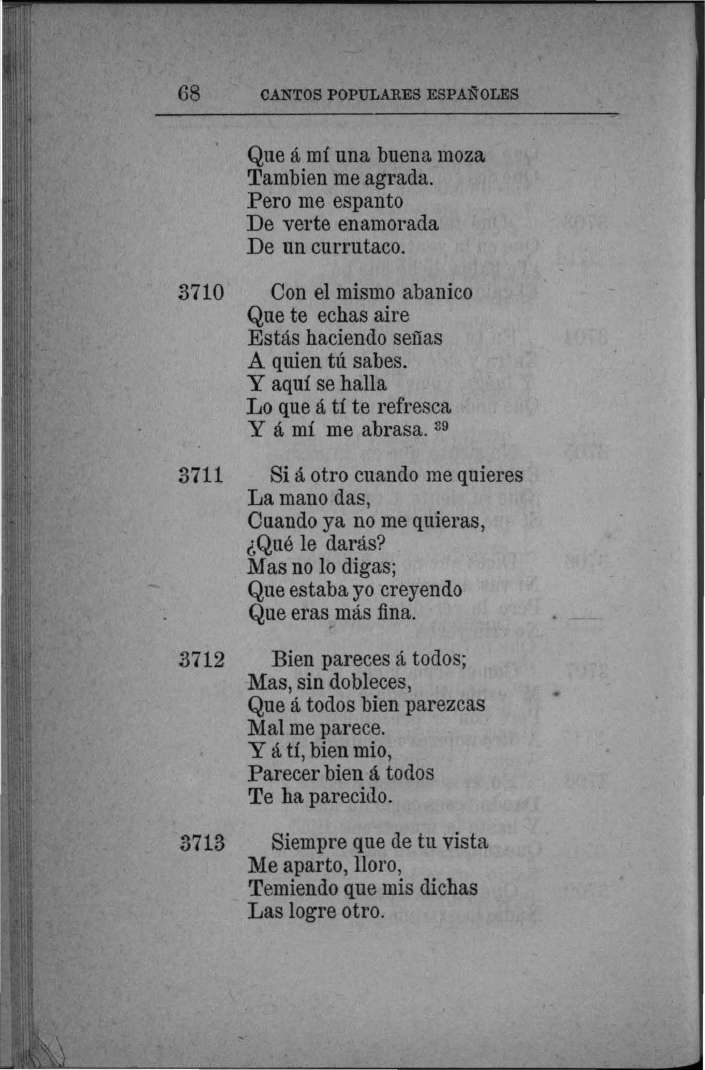 68 CANTOS POPULARES ESPAÑOLES
Que á mí una buena moza
Tambien me agrada.
Pero me espanto
De verte enamorada
De un currutaco.
3710 Con el mismo abanico
Que te echas aire
Estás haciendo señas
A quien tú sabes.
Y aquí se halla
Lo que á tí te refresca
Y á mí me abrasa. 39
3711 Si á otro cuando me quieres
La mano das,
Cuando ya no me quieras,
¿Qué le darás?
Mas no lo digas;
Que estaba yo creyendo
Que eras más fina.
3712 Bien pareces á todos;
Mas, sin dobleces,
Que á todos bien parezcas
Mal me parece.
Y á tí, bien mio,
Parecer bien á todos
Te ha parecido.
3713 Siempre que de tu vista
Me aparto, lloro,
Temiendo que mis dichas
Las logre otro.